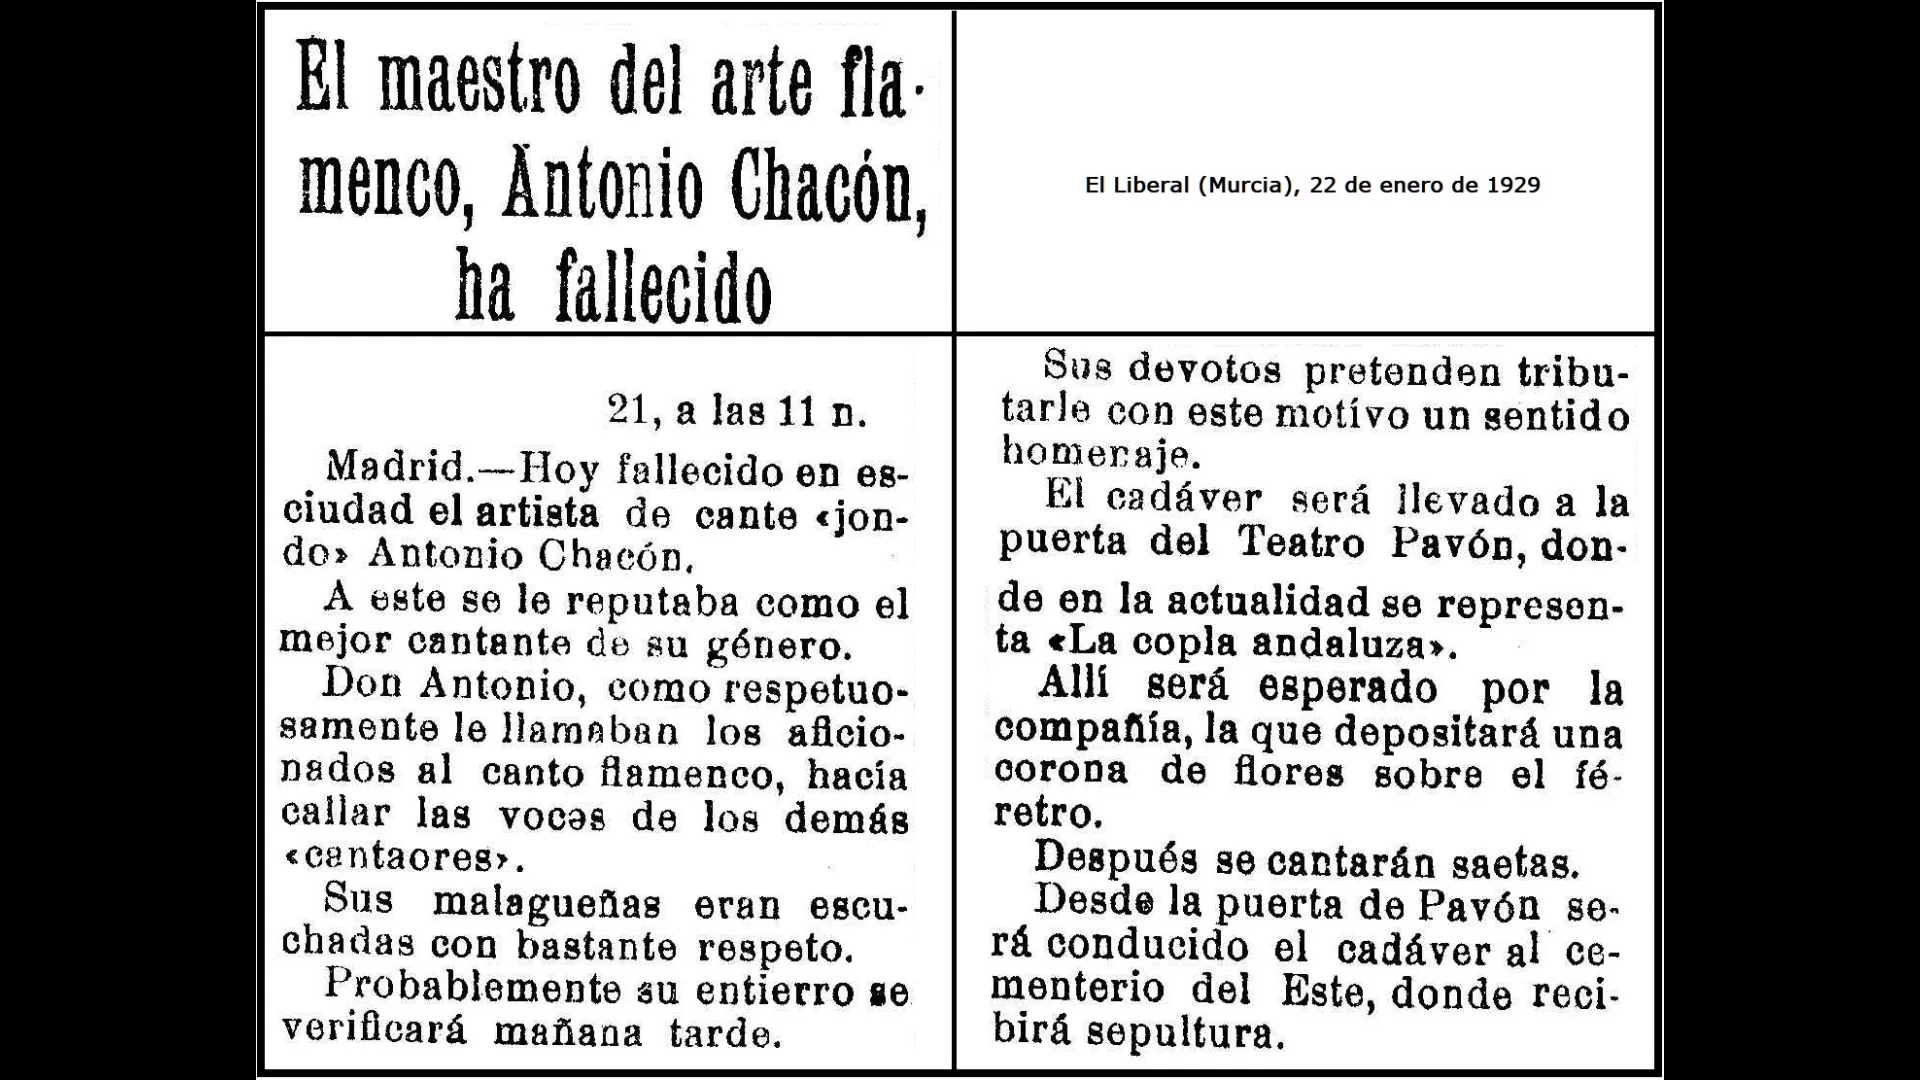 El maestro del arte fla-
menco, Antonio Chacón,
ha fallecido
El Liberal (Murcia), 22 de enero de 1929
21, a las 11 n.
Madrid.—Hoy fallecido en es-
ciudad el artista de cante «jon-
do» Antonio Chacón.
A este se le reputaba como el
mejor cantante de su género.
Don Antonio, como respetuo-
samente le llamaban los aficio-
nados al canto flamenco, hacía
callar las voces de los demás
«cantaores».
Sus malagueñas eran escu-
chadas con bastante respeto.
Probablemente su entierro se
verificará mañana tarde.
Sus devotos pretenden tribu-
tarle con este motívo un sentido
homenaje.
El cadáver será llevado a la
puerta del Teatro Pavón, don-
de en la actualidad se represen-
ta «La copla andaluza».
Allí será esperado por la
compañía, la que depositará una
corona de flores sobre el fé-
retro.
Después se cantarán saetas.
Desde la puerta de Pavón se-
rá conducido el cadáver al ce-
menterio del Este, donde reci-
birá sepultura.